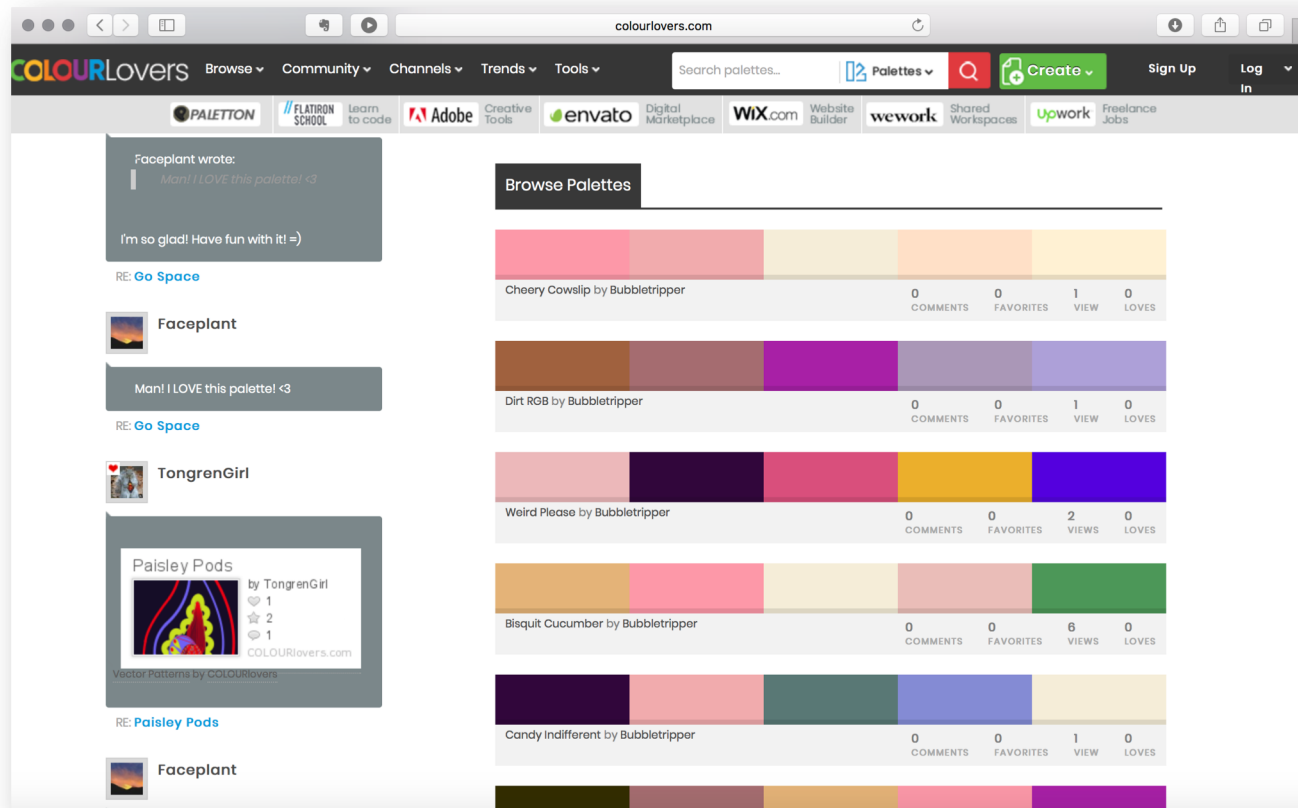 colourlovers.com
COLOURLovers
Browse
Community
Channels
Trends
Tools
Search palettes...
Palettes
Create
Sign Up
Log In
PALETTON
FLATIRON SCHOOL
Learn to code
Adobe
Creative Tools
envato
Digital Marketplace
WiX.com
Website Builder
wework
Shared Workspaces
Upwork
Freelance Jobs
Faceplant wrote:
Man! I LOVE this palette! <3
I'm so glad! Have fun with it! =)
RE: Go Space
Faceplant
Man! I LOVE this palette! <3
RE: Go Space
TongrenGirl
Paisley Pods
by TongrenGirl
1
2
1
COLOURlovers.com
Vector Patterns by COLOURlovers
RE: Paisley Pods
Faceplant
Browse Palettes
Cheery Cowslip by Bubbletripper
0 0 1 0
COMMENTS FAVORITES VIEW LOVES
Dirt RGB by Bubbletripper
0 0 1 0
COMMENTS FAVORITES VIEW LOVES
Weird Please by Bubbletripper
0 0 2 0
COMMENTS FAVORITES VIEWS LOVES
Bisquit Cucumber by Bubbletripper
0 0 6 0
COMMENTS FAVORITES VIEWS LOVES
Candy Indifferent by Bubbletripper
0 0 1 0
COMMENTS FAVORITES VIEW LOVES